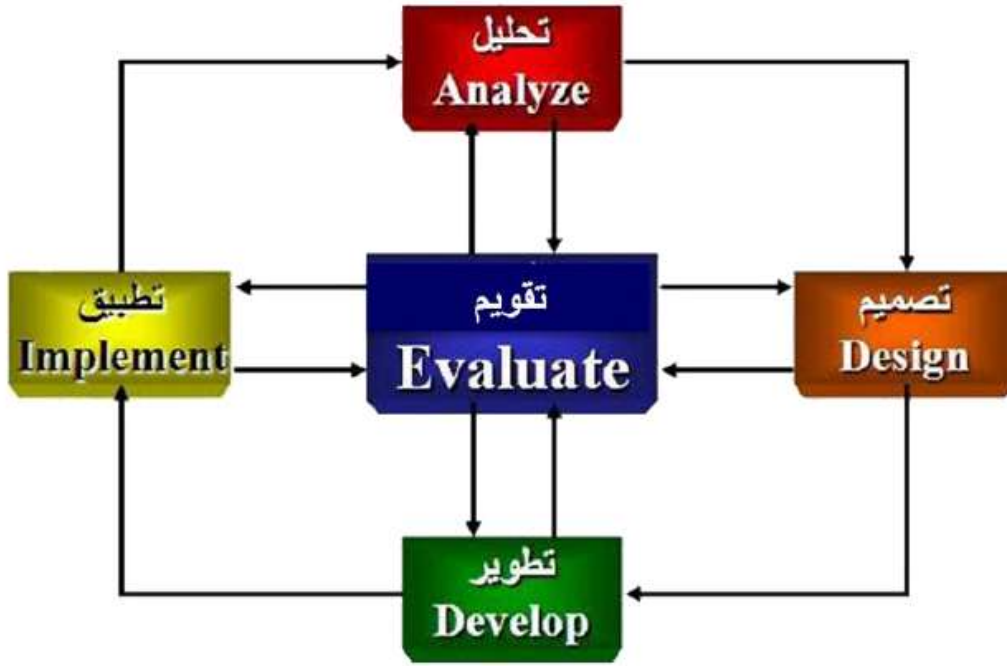 تحليل
Analyze
تطبيق
Implement
تقويم
Evaluate
تصميم
Design
تطوير
Develop